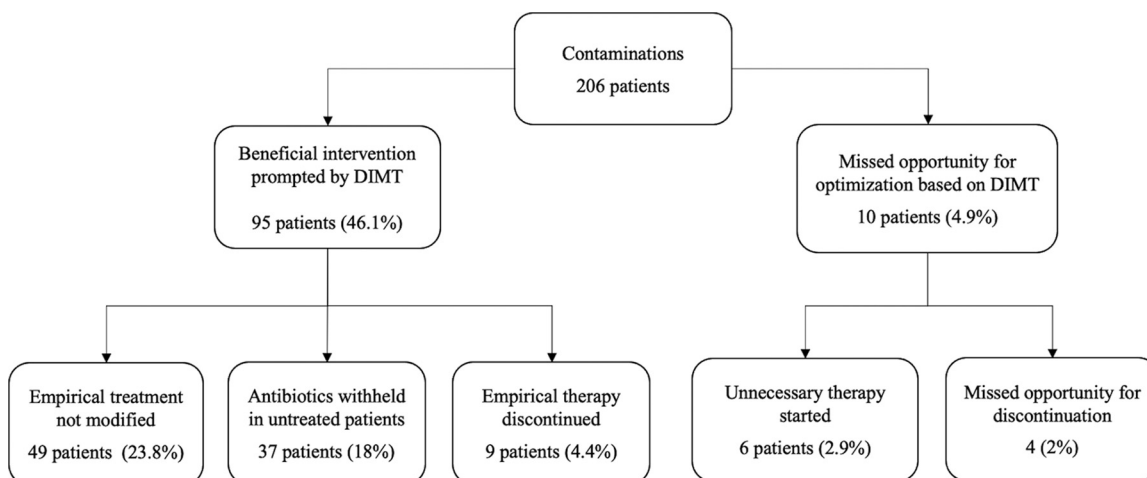 Contaminations
206 patients
Beneficial intervention
prompted by DIMT
95 patients (46.1%)
Missed opportunity for
optimization based on DIMT
10 patients (4.9%)
Empirical treatment
not modified
49 patients (23.8%)
Antibiotics withheld
in untreated patients
37 patients (18%)
Empirical therapy
discontinued
9 patients (4.4%)
Unnecessary therapy
started
6 patients (2.9%)
Missed opportunity for
discontinuation
4 (2%)